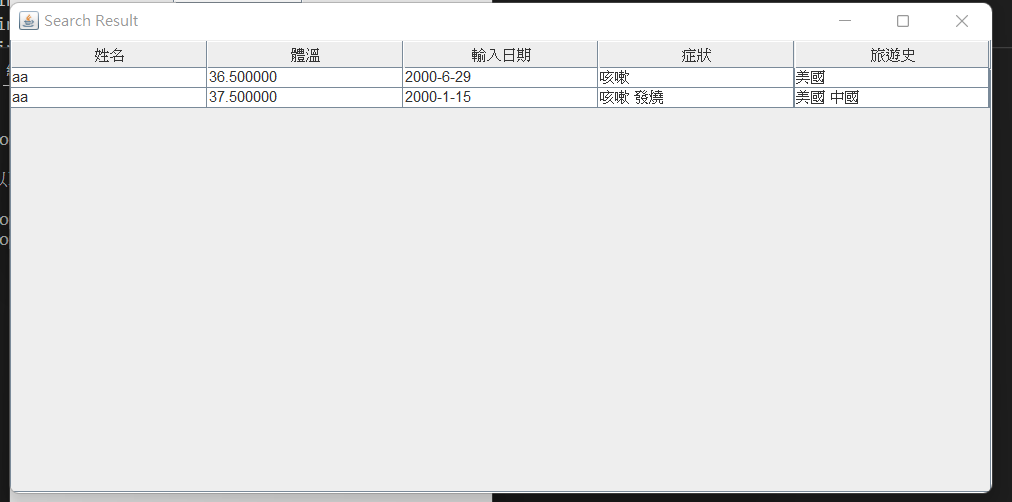 Search Result
姓名 體溫 輸入日期 症狀 旅遊史
aa 36.500000 2000-6-29 咳嗽 美國
aa 37.500000 2000-1-15 咳嗽 發燒 美國 中國